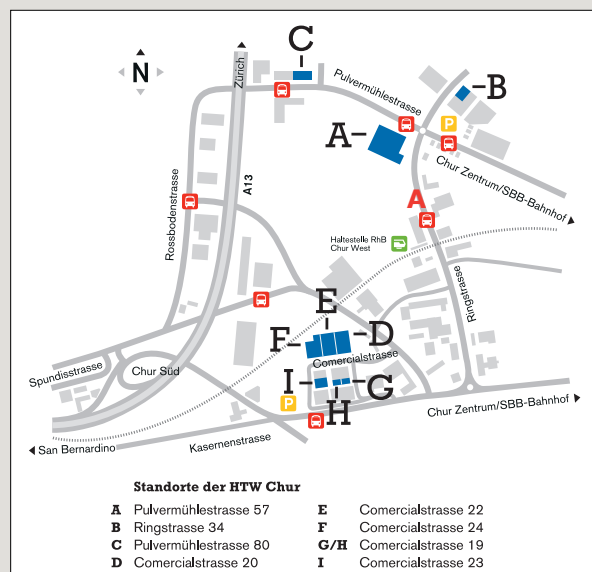 C
Zürich
Pulvermühlestrasse
N
B
P
A
A13
Chur Zentrum/SBB-Bahnhof
A
Rossbodenstrasse
Haltestelle RhB
Chur West
Ringstrasse
E
F
D
Comercialstrasse
Spundisstrasse
Chur Süd
I
G
H
P
Chur Zentrum/SBB-Bahnhof
Kasernenstrasse
San Bernardino
Standorte der HTW Chur
A Pulvermühlestrasse 57
B Ringstrasse 34
C Pulvermühlestrasse 80
D Comercialstrasse 20
E Comercialstrasse 22
F Comercialstrasse 24
G/H Comercialstrasse 19
I Comercialstrasse 23